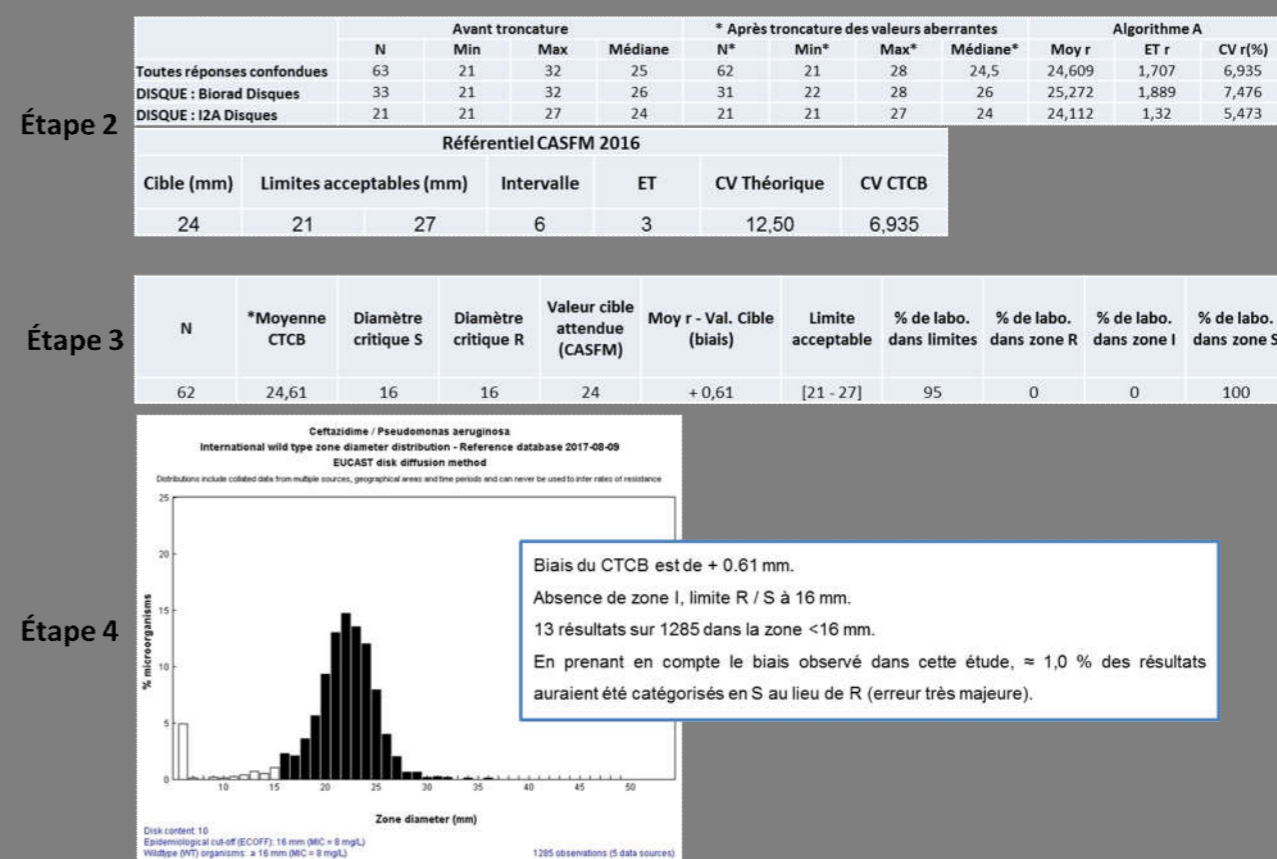 Étape 2
Avant troncature * Après troncature des valeurs aberrantes Algorithme A
N Min Max Médiane N* Min* Max* Médiane* Moy r ET r CV r(%)
Toutes réponses confondues 63 21 32 25 62 21 28 24,5 24,609 1,707 6,935
DISQUE : Biorad Disques 33 21 32 26 31 22 28 26 25,272 1,889 7,476
DISQUE : I2A Disques 21 21 27 24 21 21 27 24 24,112 1,32 5,473
Référentiel CASFM 2016
Cible (mm) Limites acceptables (mm) Intervalle ET CV Théorique CV CTCB
24 21 27 6 3 12,50 6,935
Étape 3
N *Moyenne CTCB Diamètre critique S Diamètre critique R Valeur cible attendue (CASFM) Moy r - Val. Cible (biais) Limite acceptable % de labo. dans limites % de labo. dans zone R % de labo. dans zone I % de labo. dans zone S
62 24,61 16 16 24 + 0,61 [21 - 27] 95 0 0 100
Étape 4
Ceftazidime / Pseudomonas aeruginosa
International wild type zone diameter distribution - Reference database 2017-08-09
EUCAST disk diffusion method
Distributions include collated data from multiple sources, geographical areas and time periods and can never be used to infer rates of resistance
% microorganisms
25
20
15
10
5
0
10 15 20 25 30 35 40 45 50
Zone diameter (mm)
Disk content: 10
Epidemiological cut-off (ECOFF): 16 mm (MIC = 8 mg/L)
Wildtype (WT) organisms: ≥ 16 mm (MIC = 8 mg/L)
1285 observations (5 data sources)
Biais du CTCB est de + 0.61 mm.
Absence de zone I, limite R / S à 16 mm.
13 résultats sur 1285 dans la zone <16 mm.
En prenant en compte le biais observé dans cette étude, ≈ 1,0 % des résultats
auraient été catégorisés en S au lieu de R (erreur très majeure).